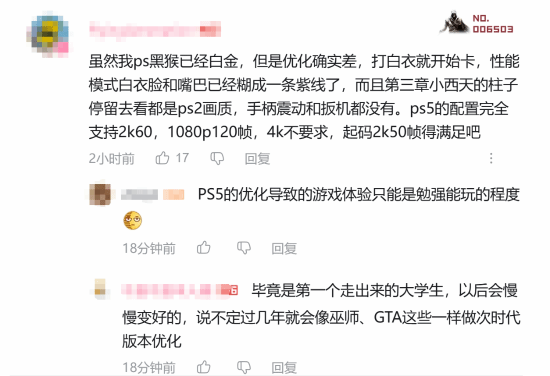 NO.
006503
虽然我ps黑猴已经白金，但是优化确实差，打白衣就开始卡，性能
模式白衣脸和嘴巴已经糊成一条紫线了，而且第三章小西天的柱子
停留去看都是ps2画质，手柄震动和扳机都没有。ps5的配置完全
支持2k60，1080p120帧，4k不要求，起码2k50帧得满足吧
2小时前 17 回复
PS5的优化导致的游戏体验只能是勉强能玩的程度
18分钟前 回复
毕竟是第一个走出来的大学生，以后会慢
慢变好的，说不定过几年就会像巫师、GTA这些一样做次时代
版本优化
18分钟前 回复